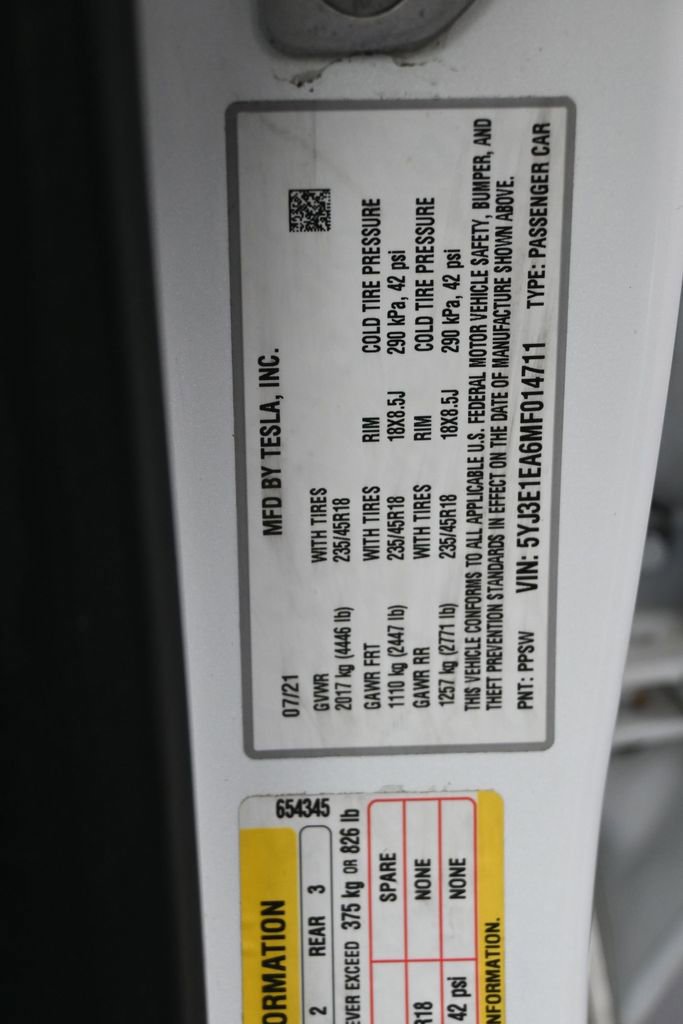 MFD BY TESLA, INC.
07/21
GVWR WITH TIRES
2017 kg (4446 lb) 235/45R18
GAWR FRT WITH TIRES RIM COLD TIRE PRESSURE
1110 kg (2447 lb) 235/45R18 18X8.5J 290 kPa, 42 psi
GAWR RR WITH TIRES RIM COLD TIRE PRESSURE
1257 kg (2771 lb) 235/45R18 18X8.5J 290 kPa, 42 psi
THIS VEHICLE CONFORMS TO ALL APPLICABLE U.S. FEDERAL MOTOR VEHICLE SAFETY, BUMPER, AND
THEFT PREVENTION STANDARDS IN EFFECT ON THE DATE OF MANUFACTURE SHOWN ABOVE.
PNT: PPSW VIN: 5YJ3E1EA6MF014711 TYPE: PASSENGER CAR
654345
ORMATION
2 REAR 3
EVER EXCEED 375 kg OR 826 lb
SPARE
R18 NONE
42 psi NONE
NFORMATION.